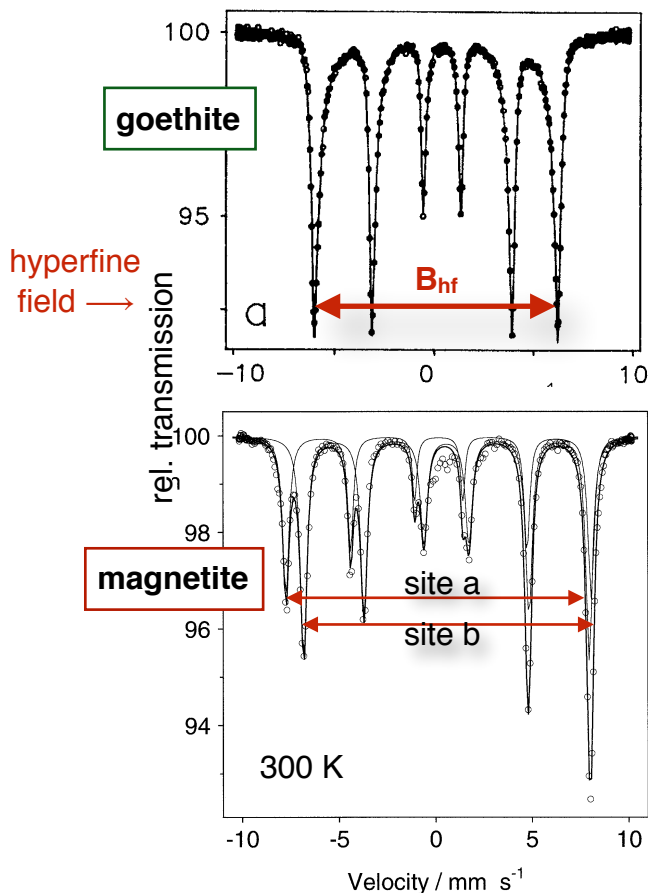 100
goethite
95
hyperfine
field →
Bhf
a
rel. transmission
−10
0
10
100
98
magnetite
site a
96
site b
94
300 K
-10
-5
0
5
10
Velocity / mm s-1